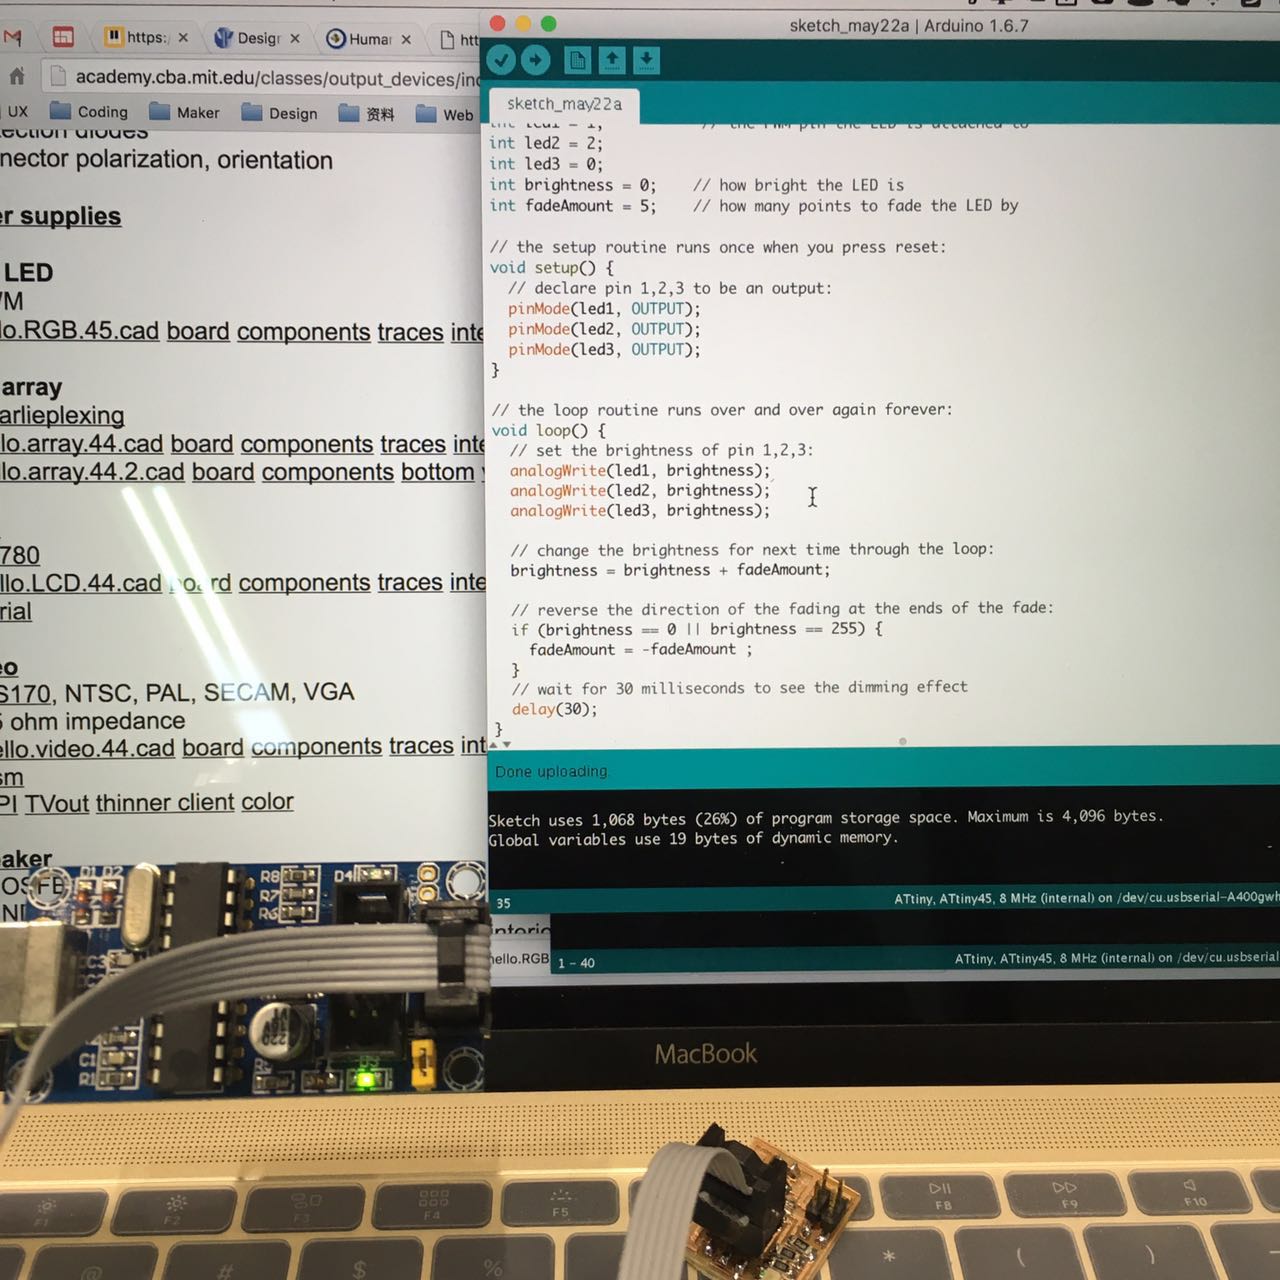 sketch_may22a | Arduino 1.6.7
https:/
Desigr
Humar
htt
academy.cba.mit.edu/classes/output_devices/in
UX Coding Maker Design 资料 Web
sketch_may22a
nector polarization, orientation
er supplies
LED
lo.RGB.45.cad board components traces inte
array
arlieplexing
lo.array.44.cad board components traces inte
llo.array.44.2.cad board components bottom
780
ello.LCD.44.cad board components traces inte
rial
eo
S170, NTSC, PAL, SECAM, VGA
ohm impedance
ello.video.44.cad board components traces int
sm
PI TVout thinner client color
aker
int led2 = 2;
int led3 = 0;
int brightness = 0; // how bright the LED is
int fadeAmount = 5; // how many points to fade the LED by
// the setup routine runs once when you press reset:
void setup() {
// declare pin 1,2,3 to be an output:
pinMode(led1, OUTPUT);
pinMode(led2, OUTPUT);
pinMode(led3, OUTPUT);
}
// the loop routine runs over and over again forever:
void loop() {
// set the brightness of pin 1,2,3:
analogWrite(led1, brightness);
analogWrite(led2, brightness);
analogWrite(led3, brightness);
// change the brightness for next time through the loop:
brightness = brightness + fadeAmount;
// reverse the direction of the fading at the ends of the fade:
if (brightness == 0 || brightness == 255) {
fadeAmount = -fadeAmount ;
}
// wait for 30 milliseconds to see the dimming effect
delay(30);
}
Done uploading.
Sketch uses 1,068 bytes (26%) of program storage space. Maximum is 4,096 bytes.
Global variables use 19 bytes of dynamic memory.
35
ATtiny, ATtiny45, 8 MHz (internal) on /dev/cu.usbserial-A400gwh
hello.RGB
1 - 40
ATtiny, ATtiny45, 8 MHz (internal) on /dev/cu.usbserial
D1 D2
R8
R7
R6
D4
C1
R1
220
MacBook
F1
F2
F3
F4
F5
F8
F9
F10
@
#
$
%
*
(
)